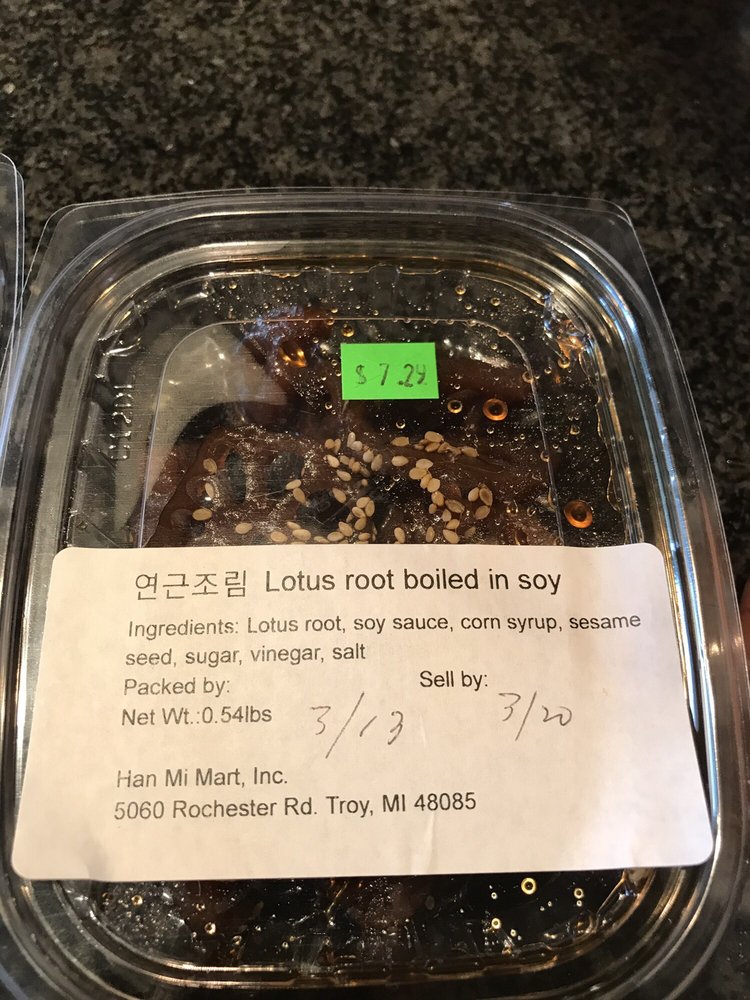 $7.29
연근조림 Lotus root boiled in soy
Ingredients: Lotus root, soy sauce, corn syrup, sesame
seed, sugar, vinegar, salt
Packed by:
Sell by:
Net Wt.:0.54lbs
3/13
3/20
Han Mi Mart, Inc.
5060 Rochester Rd. Troy, MI 48085